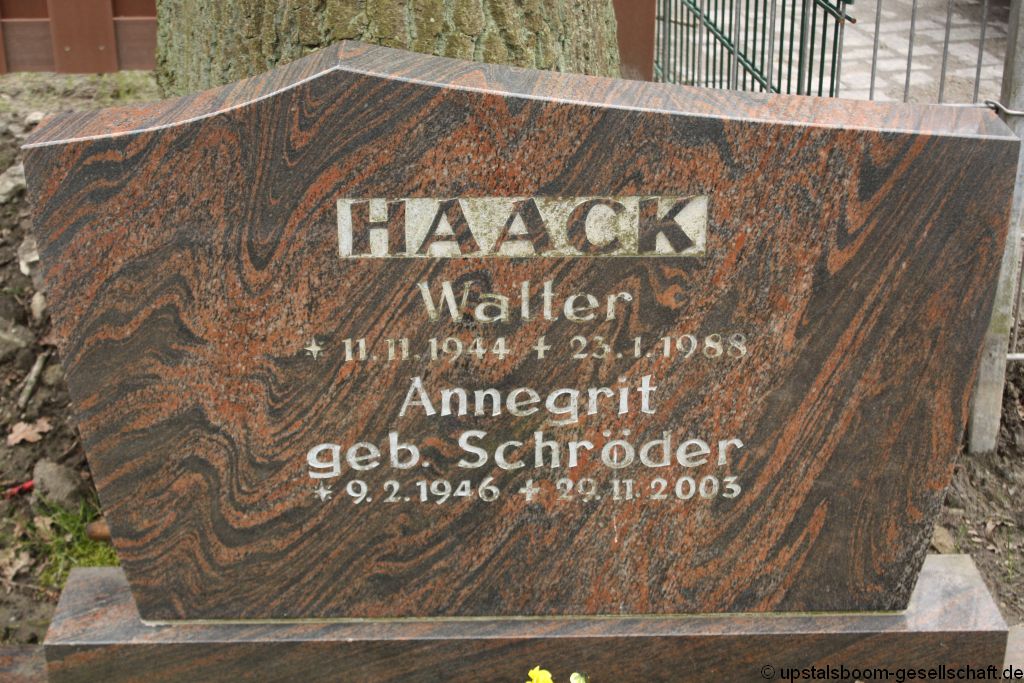 HAACK
Walter
* 11.11.1944 + 23.1.1988
Annegrit
geb. Schröder
* 9.2.1946 + 29.11.2003
© upstalsboom-gesellschaft.de